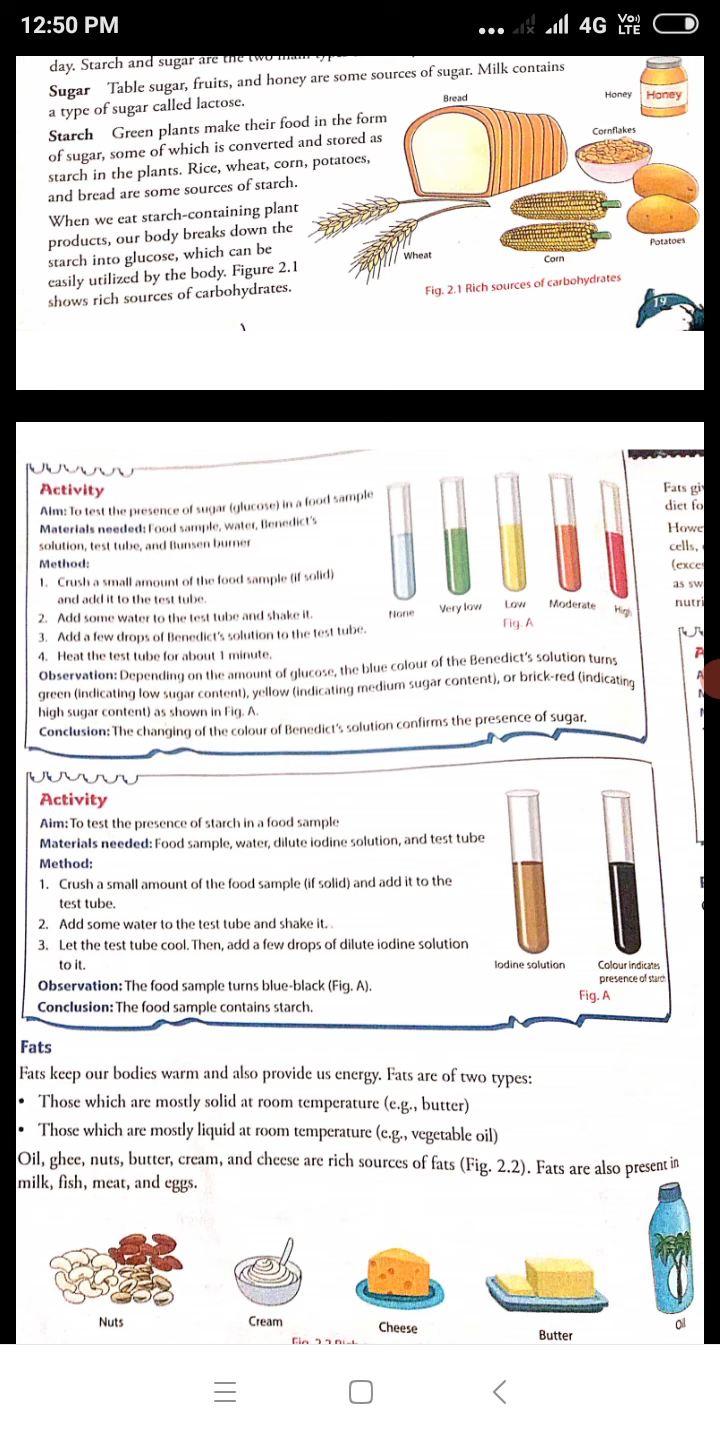 12:50 PM
4G VoLTE
day. Starch and sugar are the two main
Sugar Table sugar, fruits, and honey are some sources of sugar. Milk contains
a type of sugar called lactose.
Starch Green plants make their food in the form
of sugar, some of which is converted and stored as
starch in the plants. Rice, wheat, corn, potatoes,
and bread are some sources of starch.
When we eat starch-containing plant
products, our body breaks down the
starch into glucose, which can be
easily utilized by the body. Figure 2.1
shows rich sources of carbohydrates.
Bread
Honey
Honey
Cornflakes
Potatoes
Wheat
Corn
Fig. 2.1 Rich sources of carbohydrates
19
Activity
Aim: To test the presence of sugar (glucose) in a food sample
Materials needed: Food sample, water, Benedict's
solution, test tube, and Bunsen burner
Method:
1. Crush a small amount of the food sample (if solid)
and add it to the test tube.
2. Add some water to the test tube and shake it.
3. Add a few drops of Benedict's solution to the test tube.
4. Heat the test tube for about 1 minute.
Observation: Depending on the amount of glucose, the blue colour of the Benedict's solution turns
green (indicating low sugar content), yellow (indicating medium sugar content), or brick-red (indicating
high sugar content) as shown in Fig. A.
Conclusion: The changing of the colour of Benedict's solution confirms the presence of sugar.
None
Very low
Low
Moderate
High
Fig. A
Fats gi
diet fo
Howe
cells,
(exce
as sw
nutri
Activity
Aim: To test the presence of starch in a food sample
Materials needed: Food sample, water, dilute iodine solution, and test tube
Method:
1. Crush a small amount of the food sample (if solid) and add it to the
test tube.
2. Add some water to the test tube and shake it.
3. Let the test tube cool. Then, add a few drops of dilute iodine solution
to it.
Observation: The food sample turns blue-black (Fig. A).
Conclusion: The food sample contains starch.
Iodine solution
Colour indicates
presence of starch
Fig. A
Fats
Fats keep our bodies warm and also provide us energy. Fats are of two types:
• Those which are mostly solid at room temperature (e.g., butter)
• Those which are mostly liquid at room temperature (e.g., vegetable oil)
Oil, ghee, nuts, butter, cream, and cheese are rich sources of fats (Fig. 2.2). Fats are also present in
milk, fish, meat, and eggs.
Nuts
Cream
Cheese
Butter
Oil